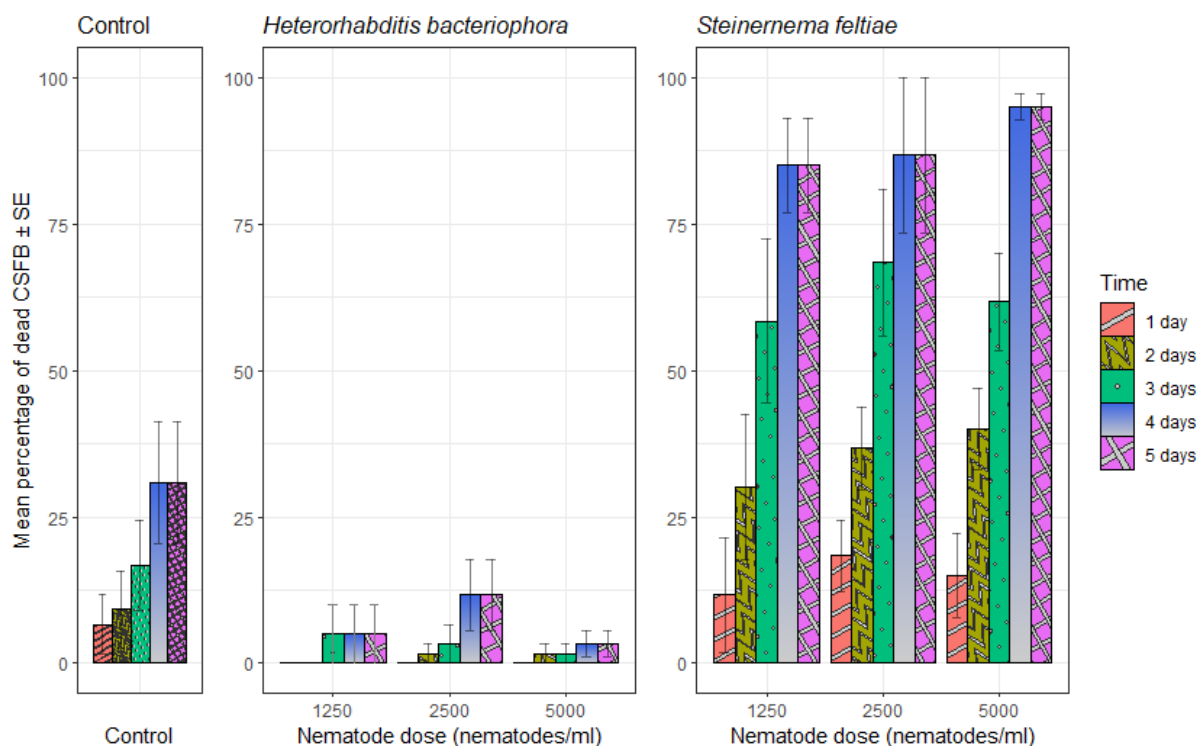 Control
Heterorhabditis bacteriophora
Steinernema feltiae
Mean percentage of dead CSFB ± SE
100
75
50
25
0
Control
100
75
50
25
0
1250 2500 5000
Nematode dose (nematodes/ml)
100
75
50
25
0
1250 2500 5000
Nematode dose (nematodes/ml)
Time
1 day
2 days
3 days
4 days
5 days